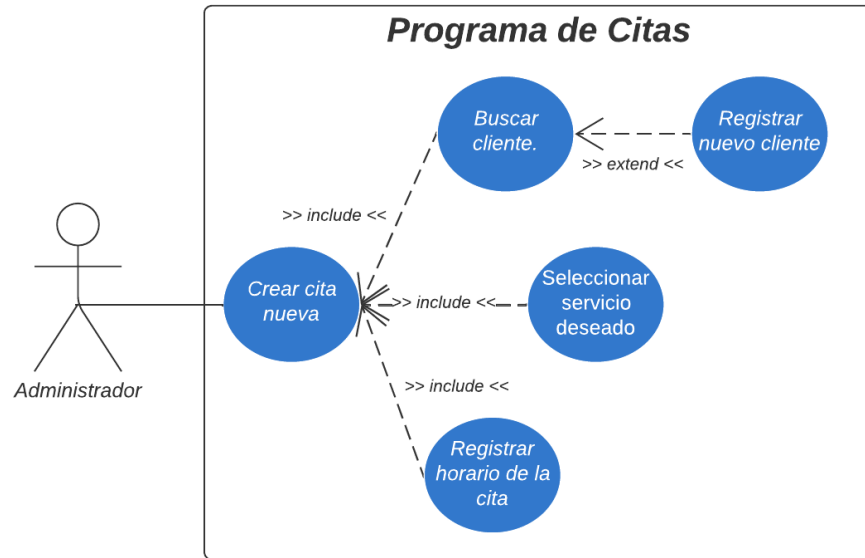 Programa de Citas
Buscar
cliente.
Registrar
nuevo cliente
>> extend <<
>> include <<
Crear cita
nueva
>> include <<
Seleccionar
servicio
deseado
Administrador
>> include <<
Registrar
horario de la
cita